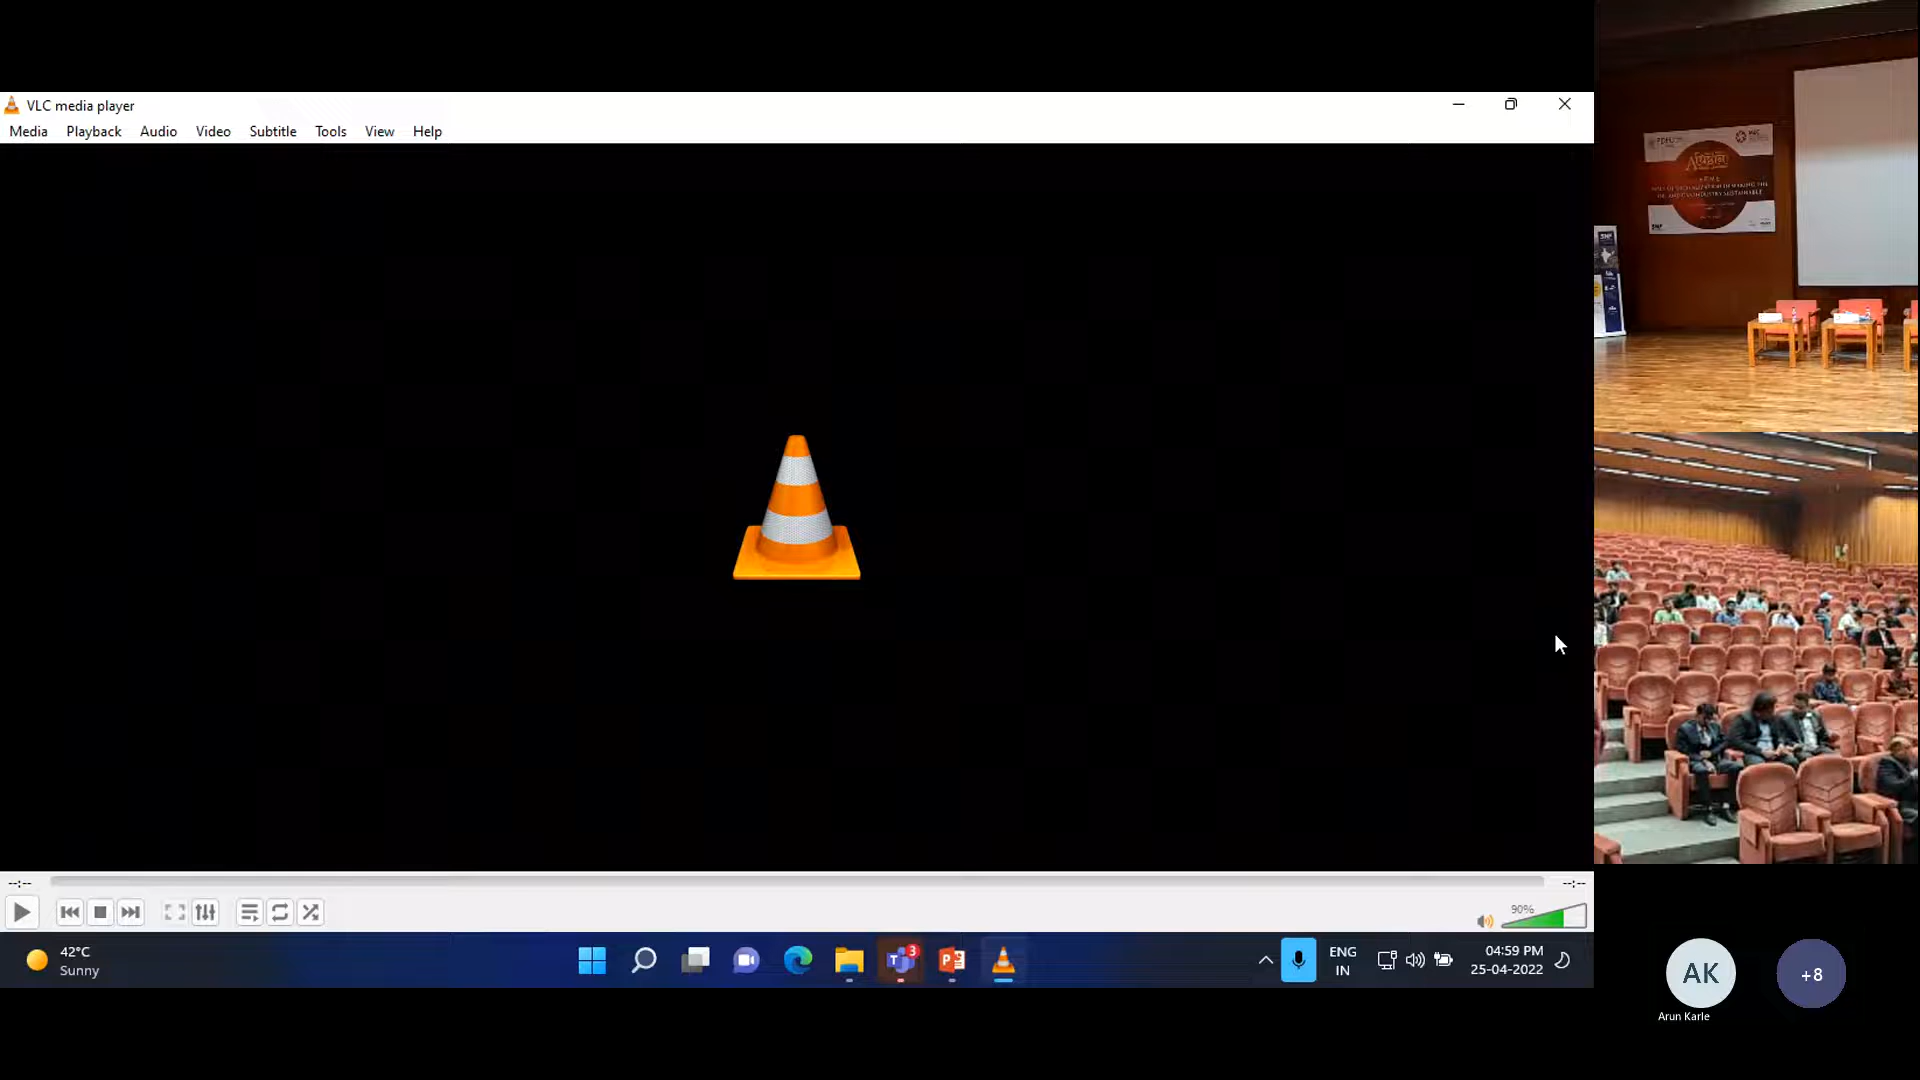 VLC media player
Media Playback Audio Video Subtitle Tools View Help
--:-- --:--
90%
42°C
Sunny
3
ENG
IN
04:59 PM
25-04-2022
AK
+8
Arun Karle